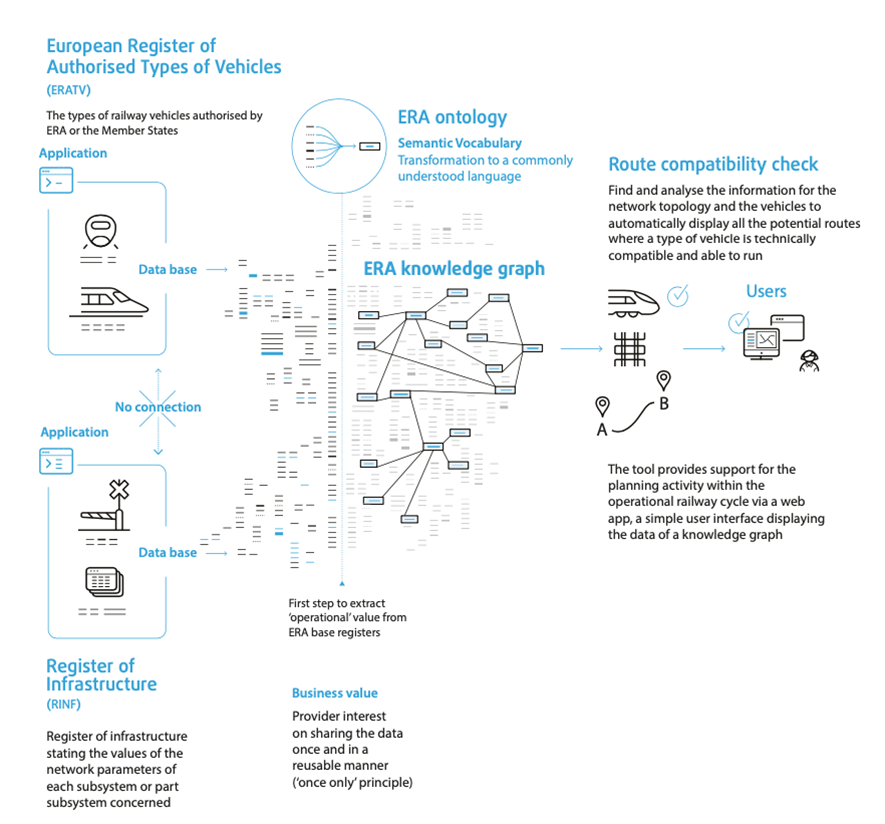 European Register of
Authorised Types of Vehicles
(ERATV)
The types of railway vehicles authorised by
ERA or the Member States
Application
Data base
No connection
Application
Data base
Register of
Infrastructure
(RINF)
Register of infrastructure
stating the values of the
network parameters of
each subsystem or part
subsystem concerned
ERA ontology
Semantic Vocabulary
Transformation to a commonly
understood language
ERA knowledge graph
First step to extract
‘operational’ value from
ERA base registers
Business value
Provider interest
on sharing the data
once and in a
reusable manner
(‘once only’ principle)
Route compatibility check
Find and analyse the information for the
network topology and the vehicles to
automatically display all the potential routes
where a type of vehicle is technically
compatible and able to run
Users
A
B
The tool provides support for the
planning activity within the
operational railway cycle via a web
app, a simple user interface displaying
the data of a knowledge graph